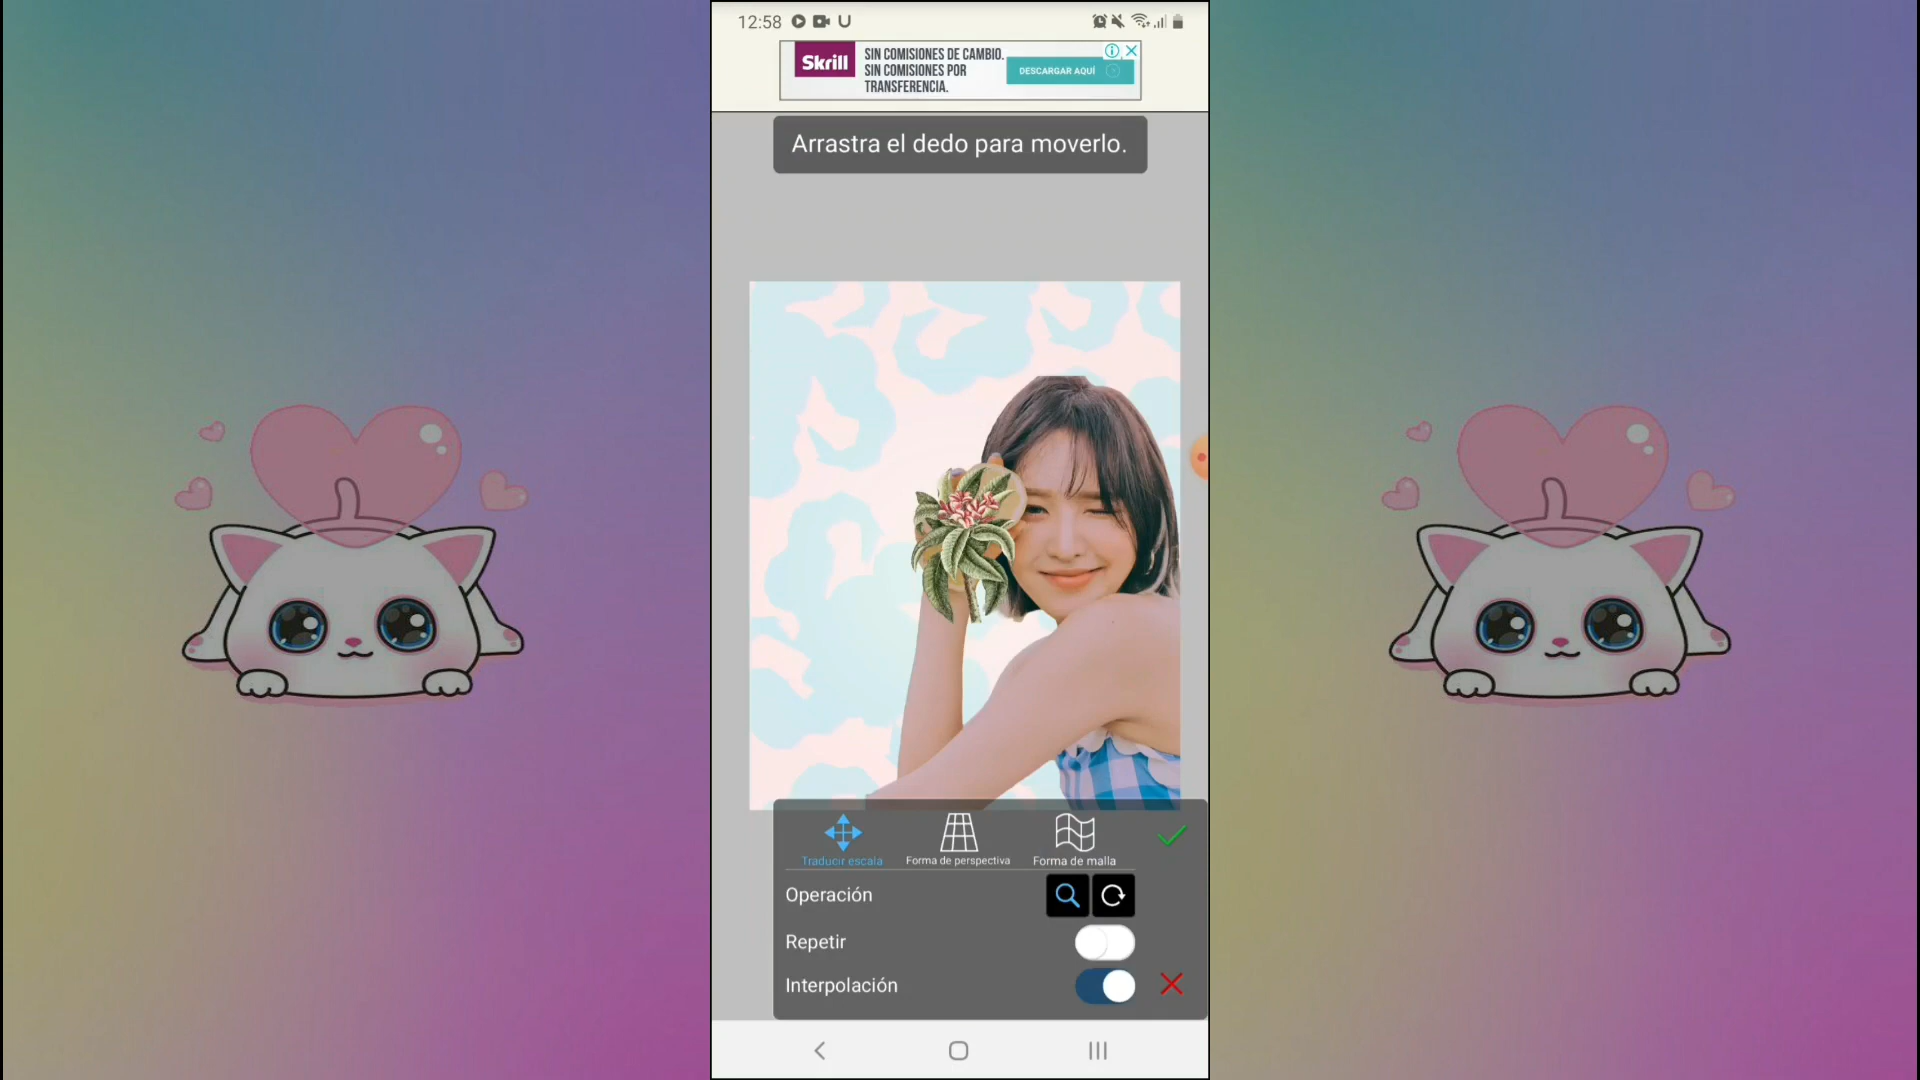 12:58
Skrill
SIN COMISIONES DE CAMBIO.
SIN COMISIONES POR
TRANSFERENCIA.
DESCARGAR AQUÍ
Arrastra el dedo para moverlo.
Traducir escala
Forma de perspectiva
Forma de malla
Operación
Repetir
Interpolación